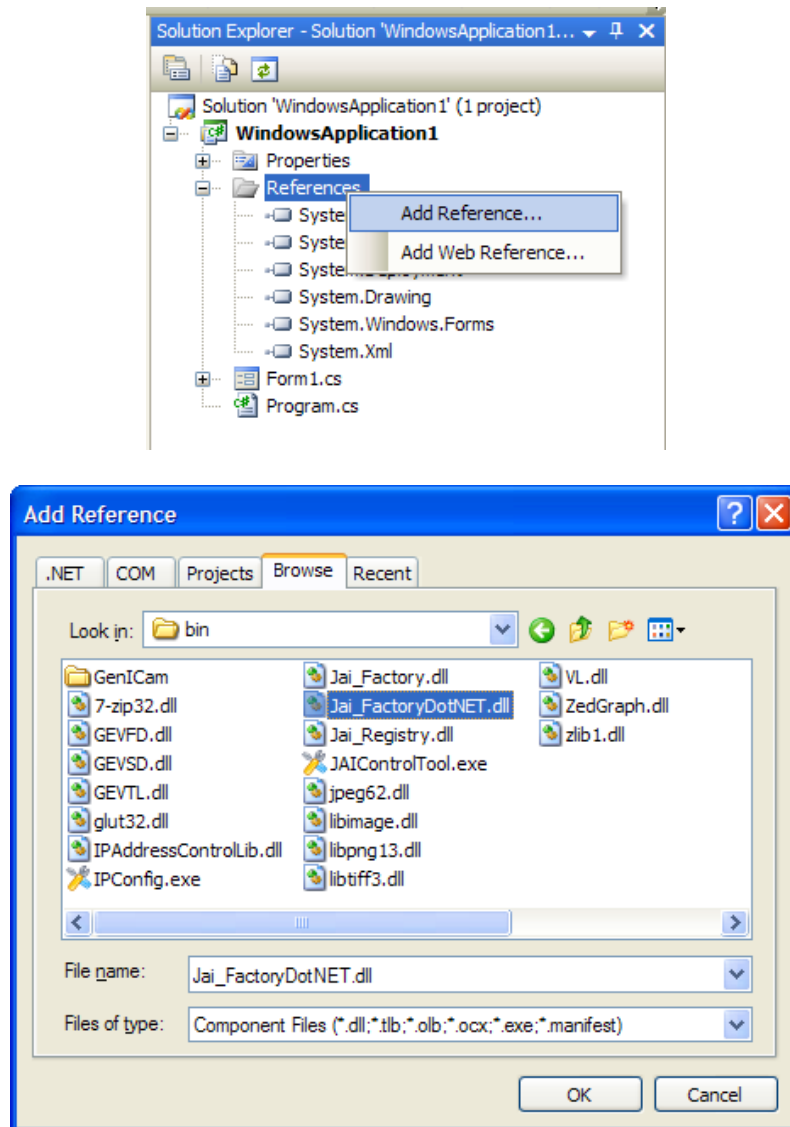 Solution Explorer - Solution 'WindowsApplication1...
Solution 'WindowsApplication1' (1 project)
WindowsApplication1
Properties
References
Add Reference...
Syste
Syste
Add Web Reference...
System.Drawing
System.Windows.Forms
System.Xml
Form1.cs
Program.cs
Add Reference
.NET COM Projects Browse Recent
Look in: bin
GenICam Jai_Factory.dll VL.dll
7-zip32.dll Jai_FactoryDotNET.dll ZedGraph.dll
GEVFD.dll Jai_Registry.dll zlib1.dll
GEVSD.dll JAIControlTool.exe
GEVTL.dll jpeg62.dll
glut32.dll libimage.dll
IPAddressControlLib.dll libpng13.dll
IPConfig.exe libtiff3.dll
File name: Jai_FactoryDotNET.dll
Files of type: Component Files (*.dll;*.tlb;*.olb;*.ocx;*.exe;*.manifest)
OK Cancel